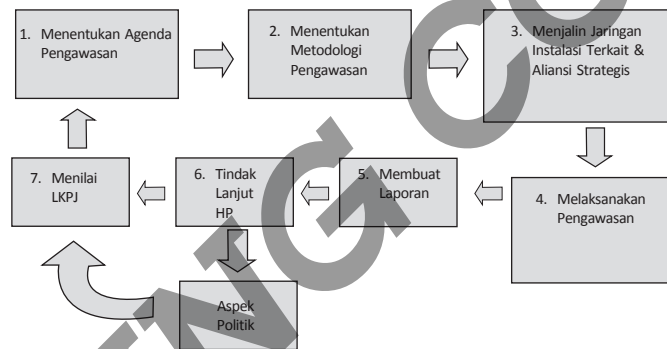 1. Menentukan Agenda
Pengawasan
2. Menentukan
Metodologi
Pengawasan
3. Menjalin Jaringan
Instalasi Terkait &
Aliansi Strategis
4. Melaksanakan
Pengawasan
5. Membuat
Laporan
6. Tindak
Lanjut
HP
7. Menilai
LKPJ
Aspek
Politik